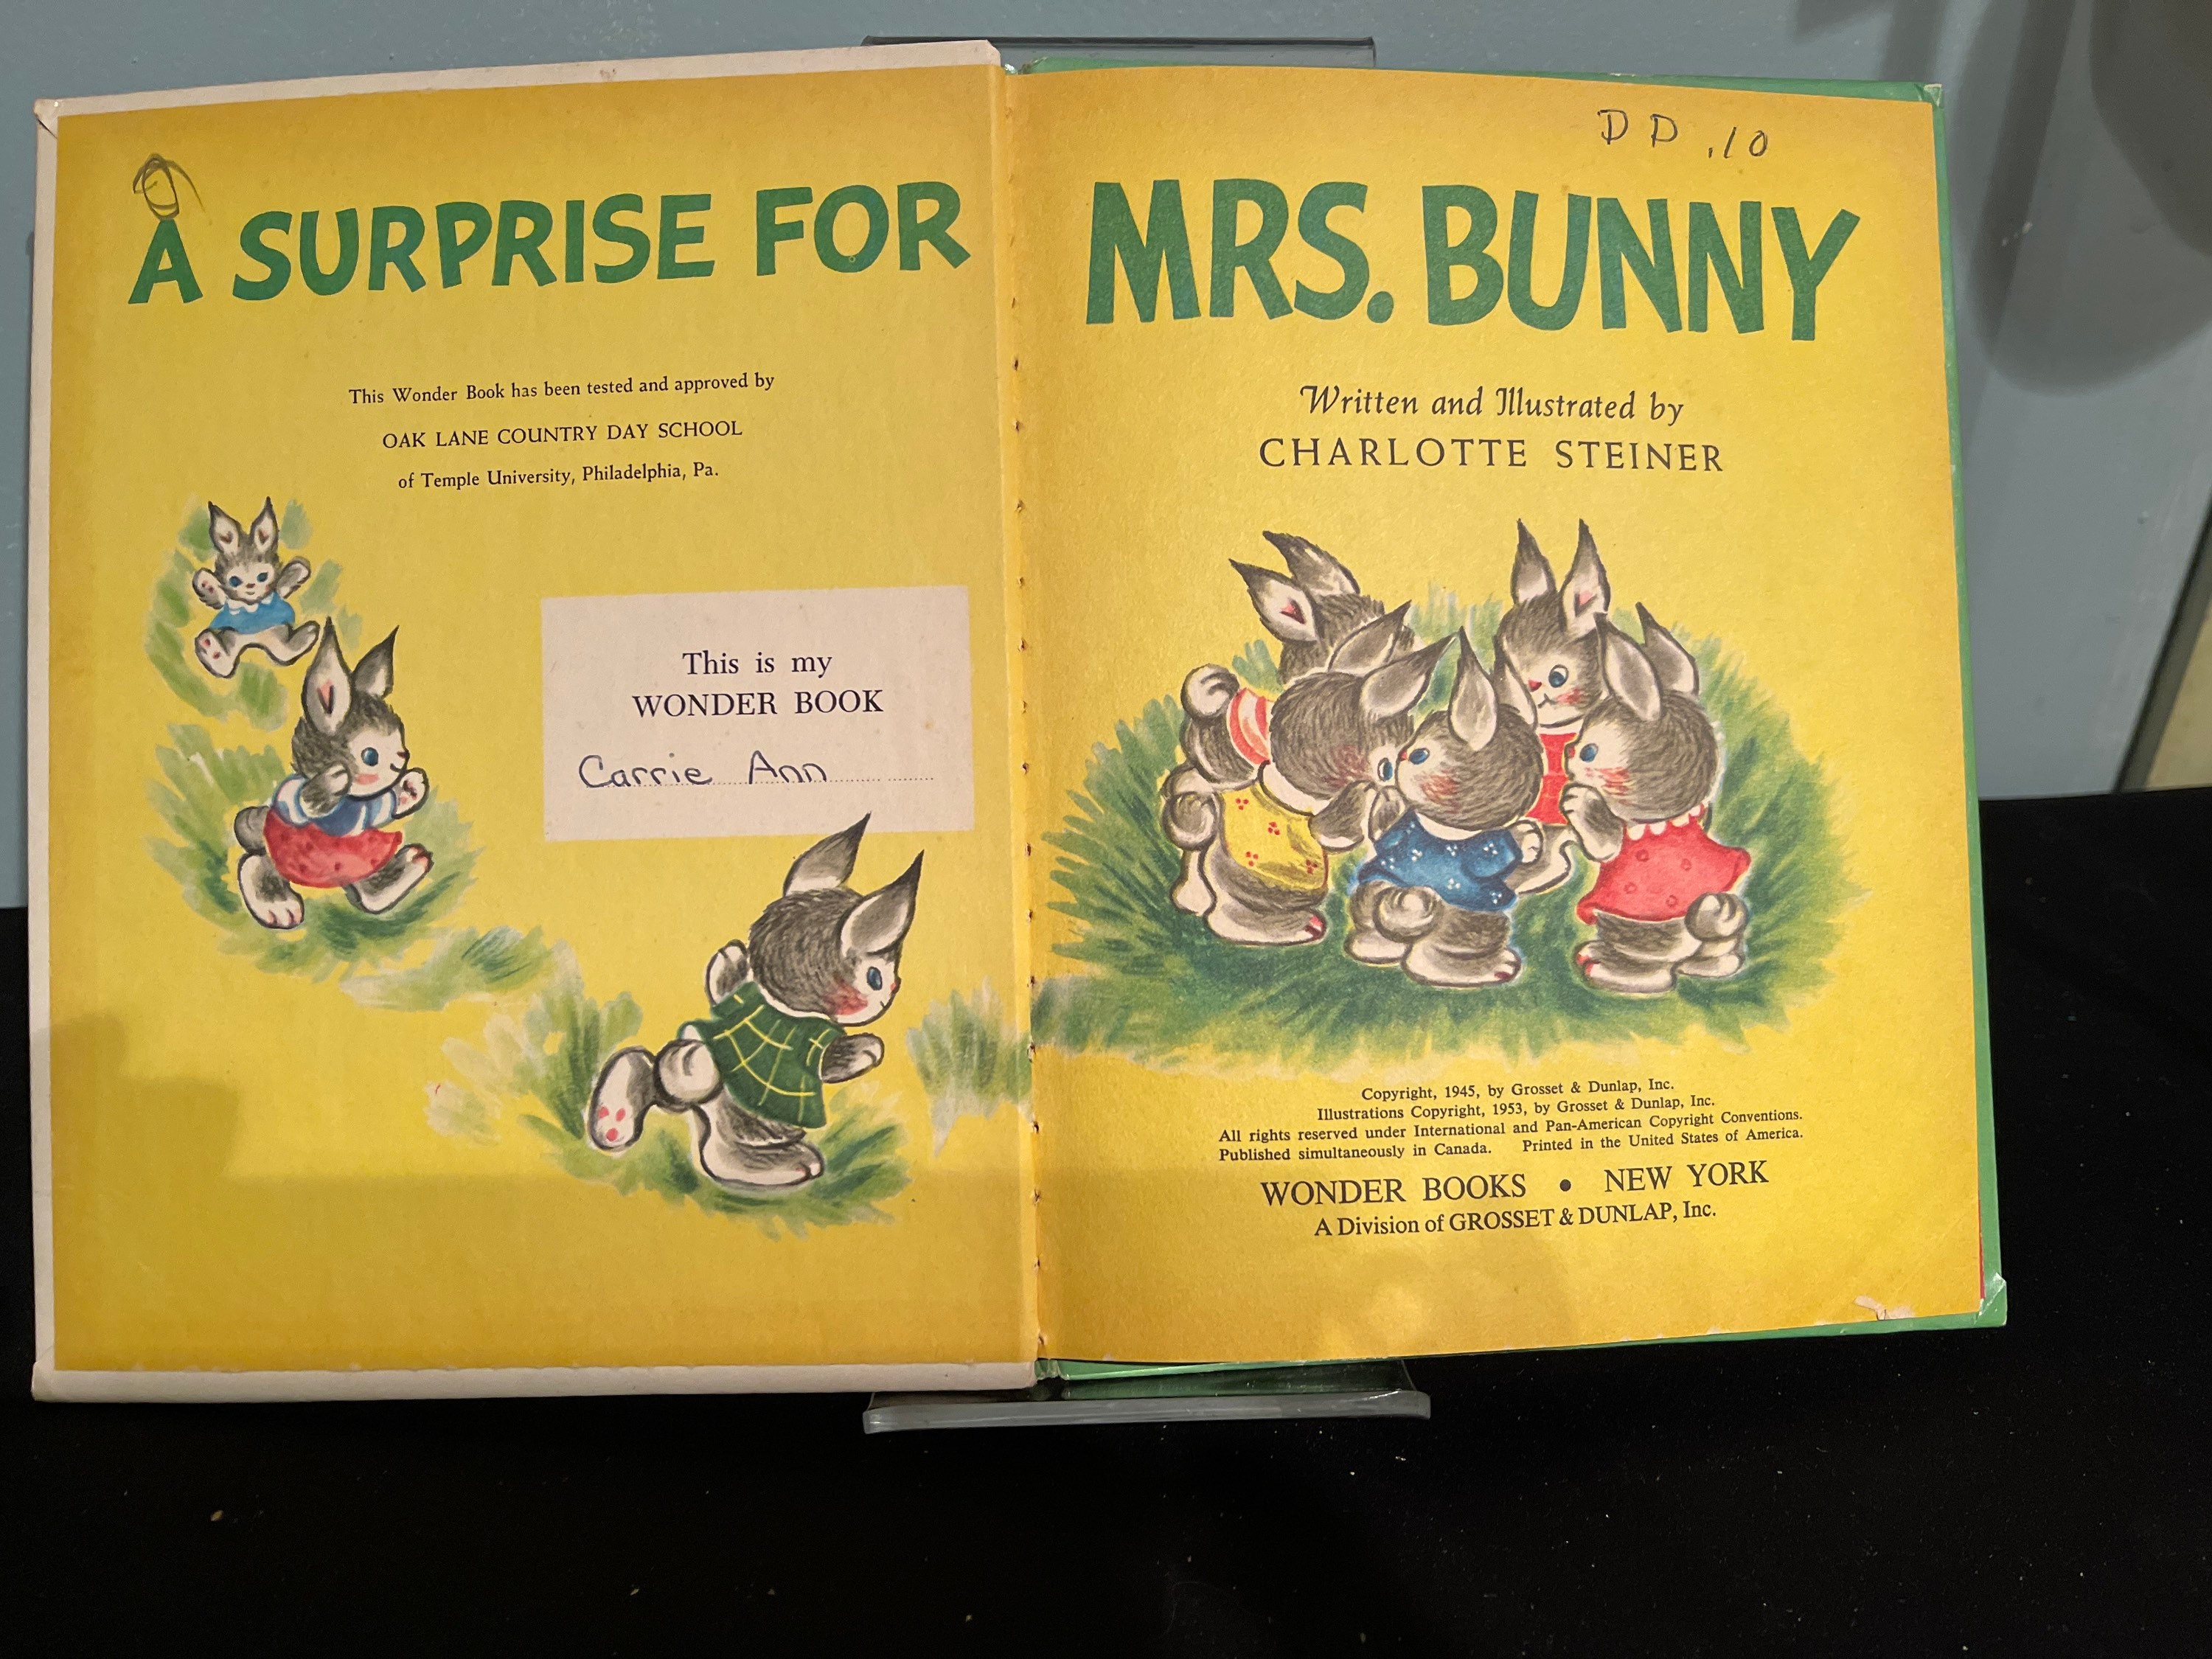 A SURPRISE FOR
This Wonder Book has been tested and approved by
OAK LANE COUNTRY DAY SCHOOL
of Temple University, Philadelphia, Pa.
This is my
WONDER BOOK
Carrie Ann
D D .10
MRS. BUNNY
Written and Illustrated by
CHARLOTTE STEINER
Copyright, 1945, by Grosset & Dunlap, Inc.
Illustrations Copyright, 1953, by Grosset & Dunlap, Inc.
All rights reserved under International and Pan-American Copyright Conventions.
Published simultaneously in Canada. Printed in the United States of America.
WONDER BOOKS • NEW YORK
A Division of GROSSET & DUNLAP, Inc.